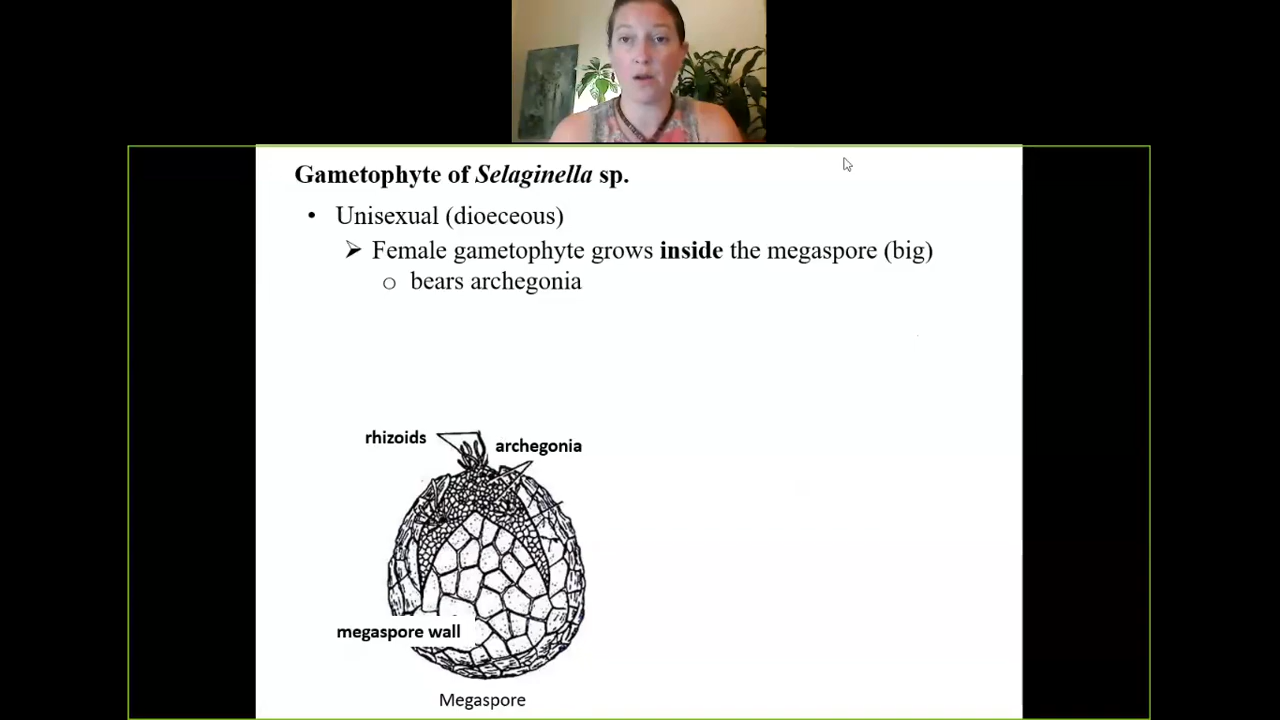 Gametophyte of Selaginella sp.
• Unisexual (dioeceous)
➢ Female gametophyte grows inside the megaspore (big)
o bears archegonia
rhizoids
archegonia
megaspore wall
Megaspore